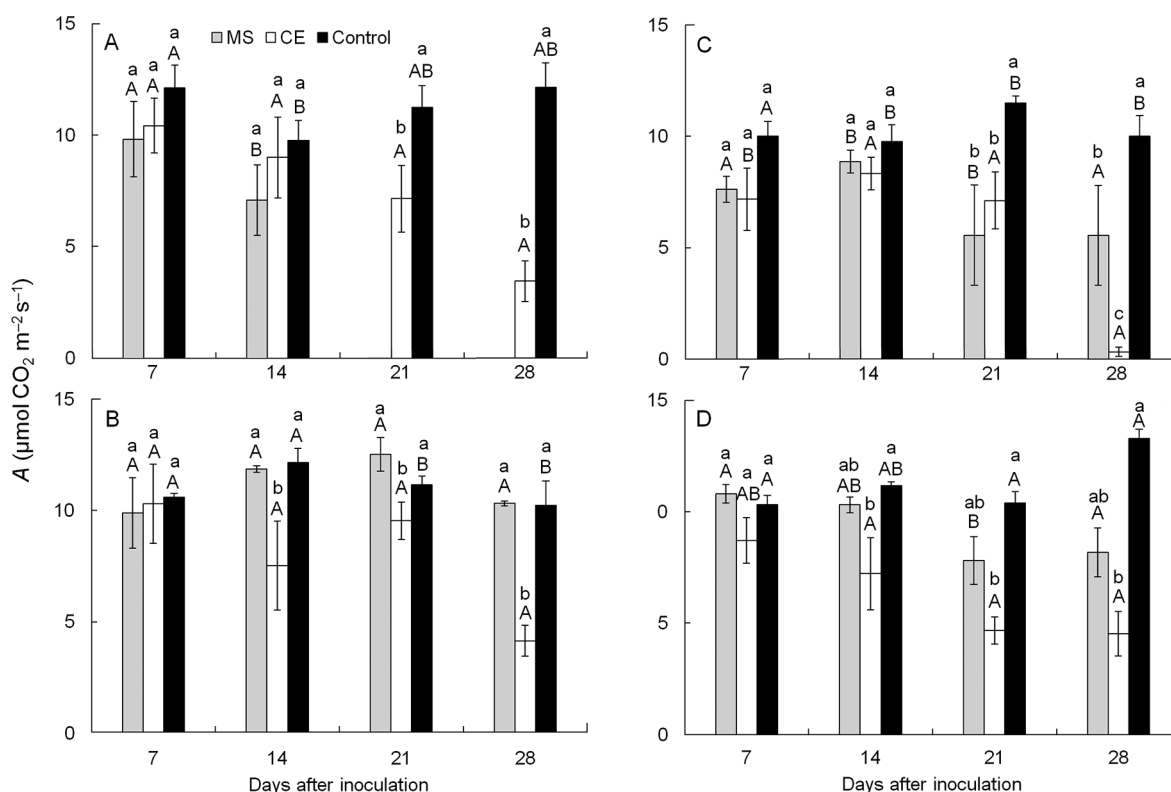 A (µmol CO₂ m⁻² s⁻¹)
A
MS CE Control
15
10
5
0
a a a
A A A
a a a
B A B
b a
A AB
b a
A AB
7 14 21 28
B
15
10
5
0
a a a
A A A
a b a
A A A
a b a
A A B
a b a
A A B
7 14 21 28
Days after inoculation
C
15
10
5
0
a a a
A B A
a a a
B A B
b b a
B A B
b c a
A A B
7 14 21 28
D
15
0
5
0
a a a
A AB A
ab b a
AB A AB
ab b a
B A A
ab b a
A A A
7 14 21 28
Days after inoculation